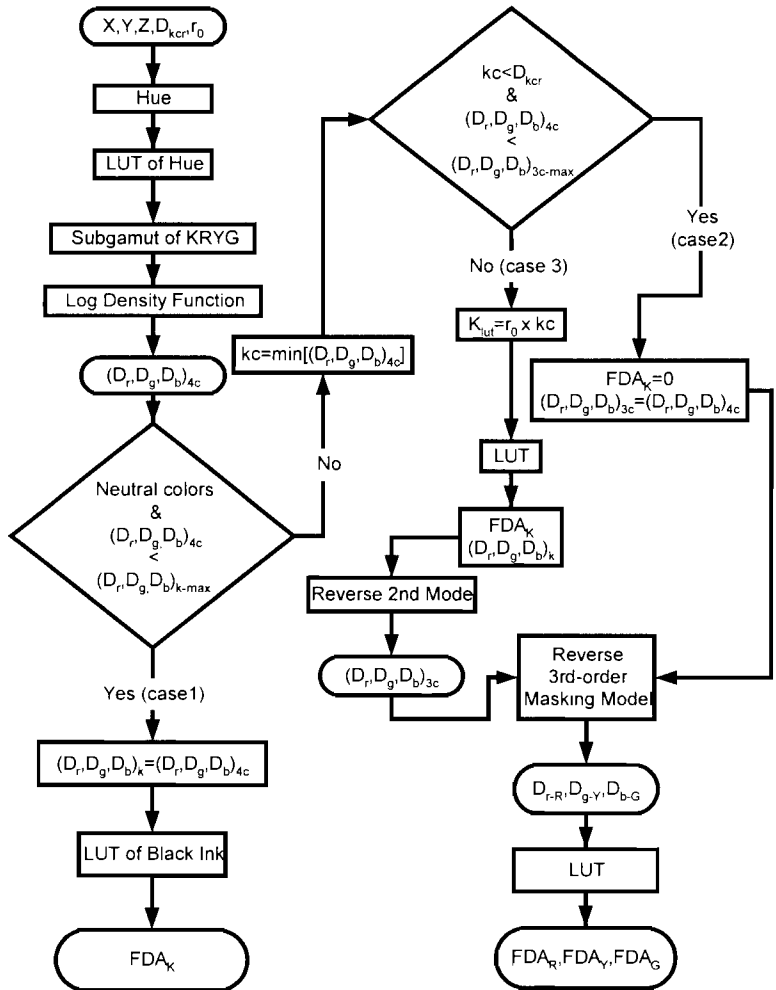 X,Y,Z,D_kcr,r_0
Hue
LUT of Hue
Subgamut of KRYG
Log Density Function
(D_r,D_g,D_b)_4c
Neutral colors
&
(D_r,D_g,D_b)_4c
<
(D_r,D_g,D_b)_k-max
Yes (case1)
(D_r,D_g,D_b)_k=(D_r,D_g,D_b)_4c
LUT of Black Ink
FDA_K
No
kc=min[(D_r,D_g,D_b)_4c]
kc<D_kcr
&
(D_r,D_g,D_b)_4c
<
(D_r,D_g,D_b)_3c-max
Yes
(case2)
FDA_K=0
(D_r,D_g,D_b)_3c=(D_r,D_g,D_b)_4c
No (case 3)
K_lut=r_0 x kc
LUT
FDA_K
(D_r,D_g,D_b)_k
Reverse 2nd Mode
(D_r,D_g,D_b)_3c
Reverse
3rd-order
Masking Model
D_r-R,D_g-Y,D_b-G
LUT
FDA_R,FDA_Y,FDA_G